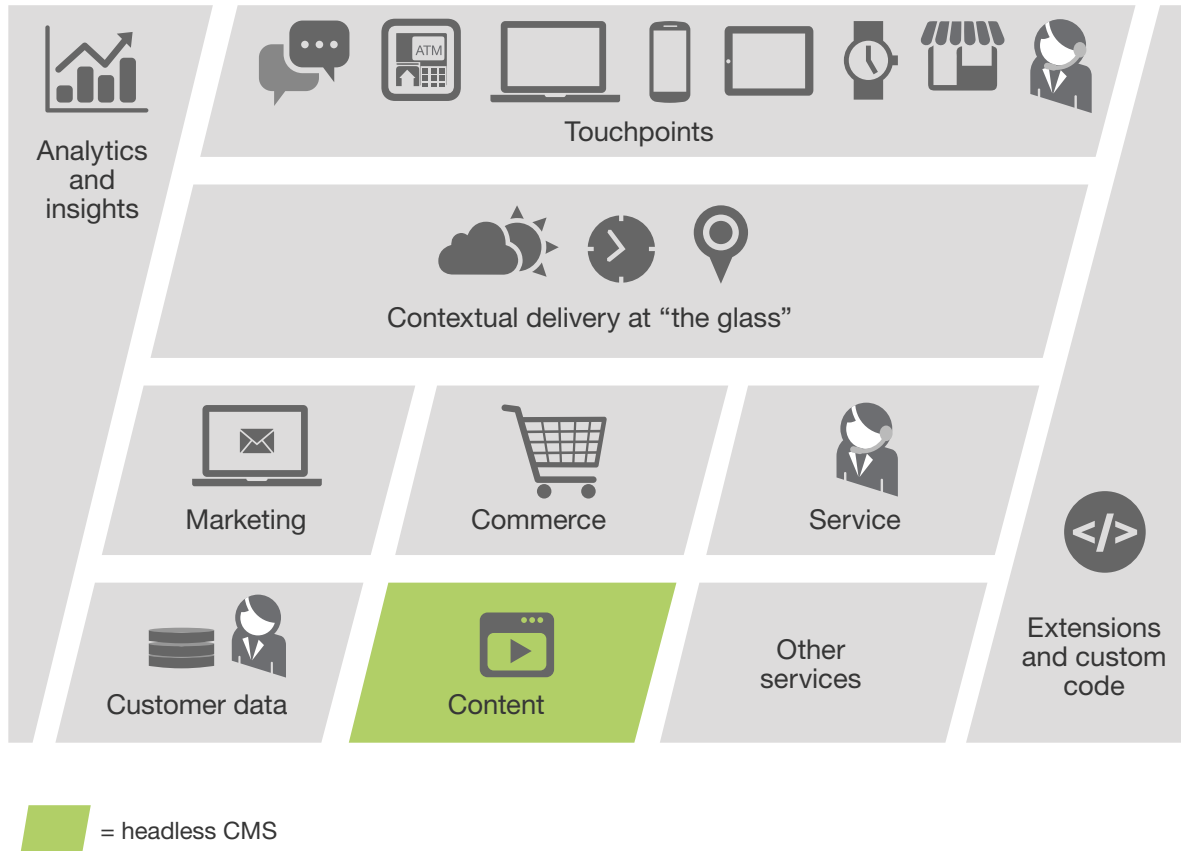 Analytics
and
insights
ATM
Touchpoints
Contextual delivery at “the glass”
Marketing
Commerce
Service
</>
Customer data
Content
Other
services
Extensions
and custom
code
= headless CMS